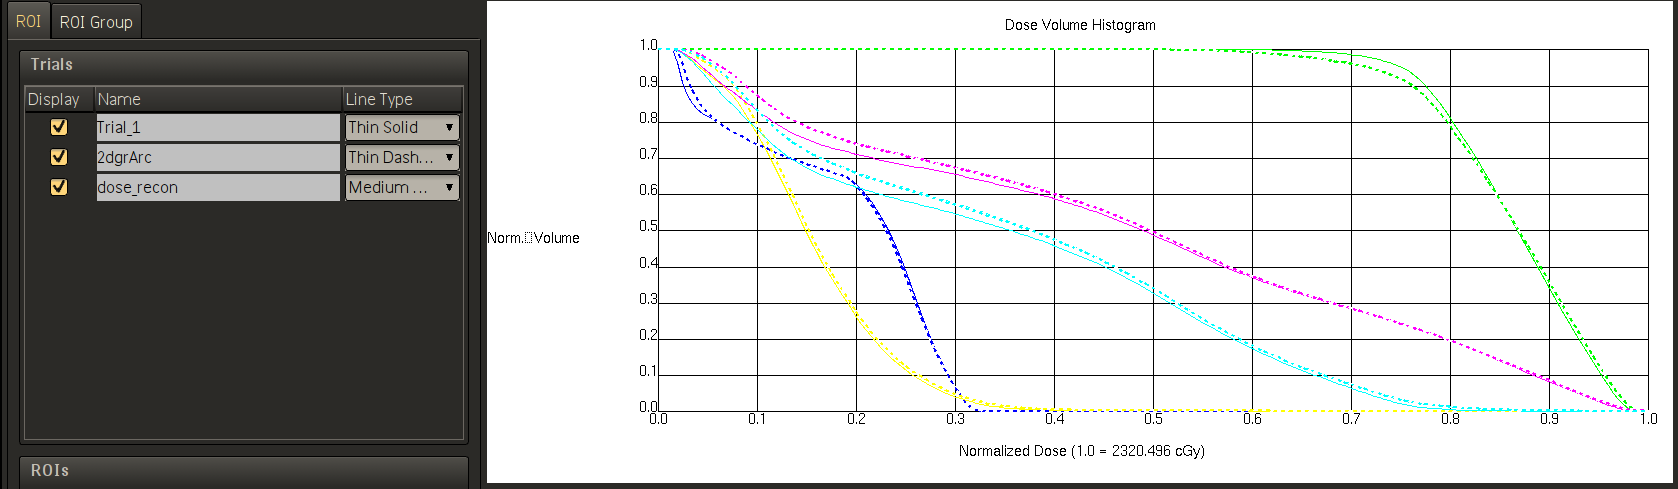 ROI ROI Group
Trials
Display Name Line Type
Trial_1 Thin Solid
2dgrArc Thin Dash...
dose_recon Medium ...
ROIs
Dose Volume Histogram
1.0
0.9
0.8
0.7
0.6
0.5
0.4
0.3
0.2
0.1
0.0
Norm.▯Volume
0.0 0.1 0.2 0.3 0.4 0.5 0.6 0.7 0.8 0.9 1.0
Normalized Dose (1.0 = 2320.496 cGy)